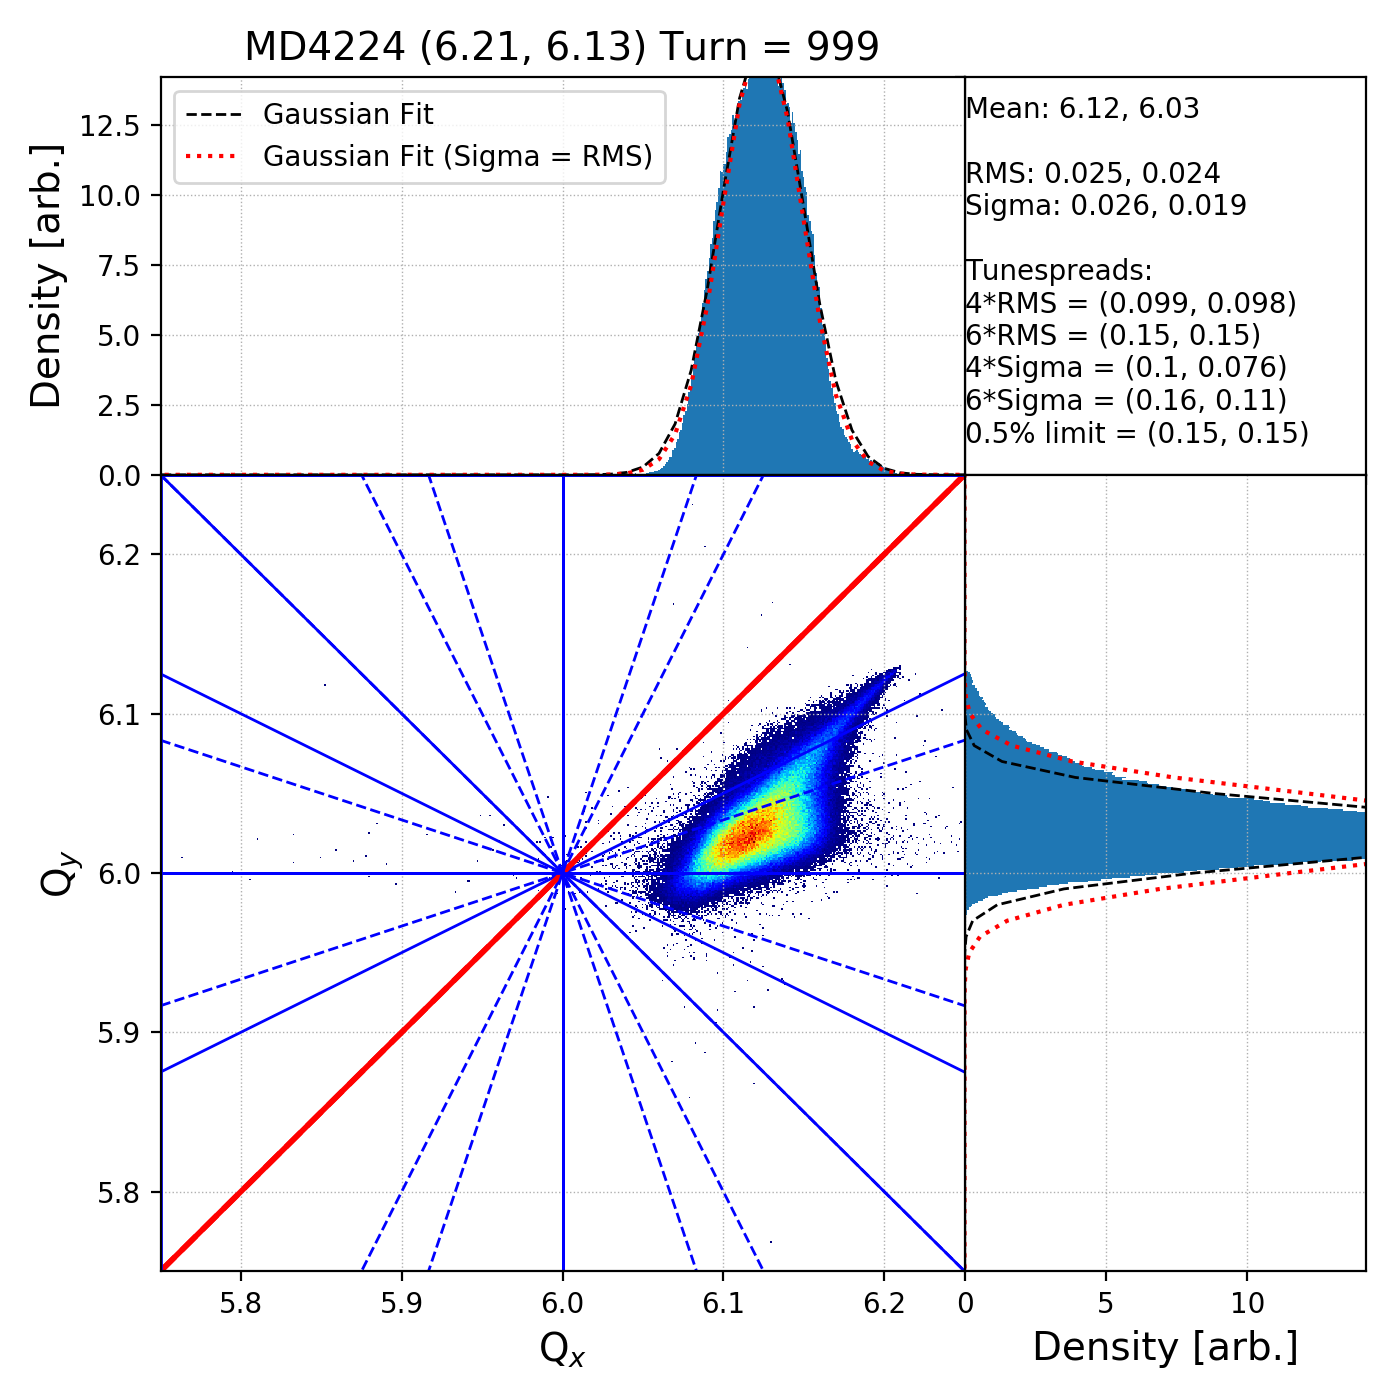 MD4224 (6.21, 6.13) Turn = 999
Gaussian Fit
Gaussian Fit (Sigma = RMS)
Density [arb.]
12.5
10.0
7.5
5.0
2.5
0.0
Mean: 6.12, 6.03
RMS: 0.025, 0.024
Sigma: 0.026, 0.019
Tunespreads:
4*RMS = (0.099, 0.098)
6*RMS = (0.15, 0.15)
4*Sigma = (0.1, 0.076)
6*Sigma = (0.16, 0.11)
0.5% limit = (0.15, 0.15)
Qy
6.2
6.1
6.0
5.9
5.8
5.8 5.9 6.0 6.1 6.2
Qx
0 5 10
Density [arb.]